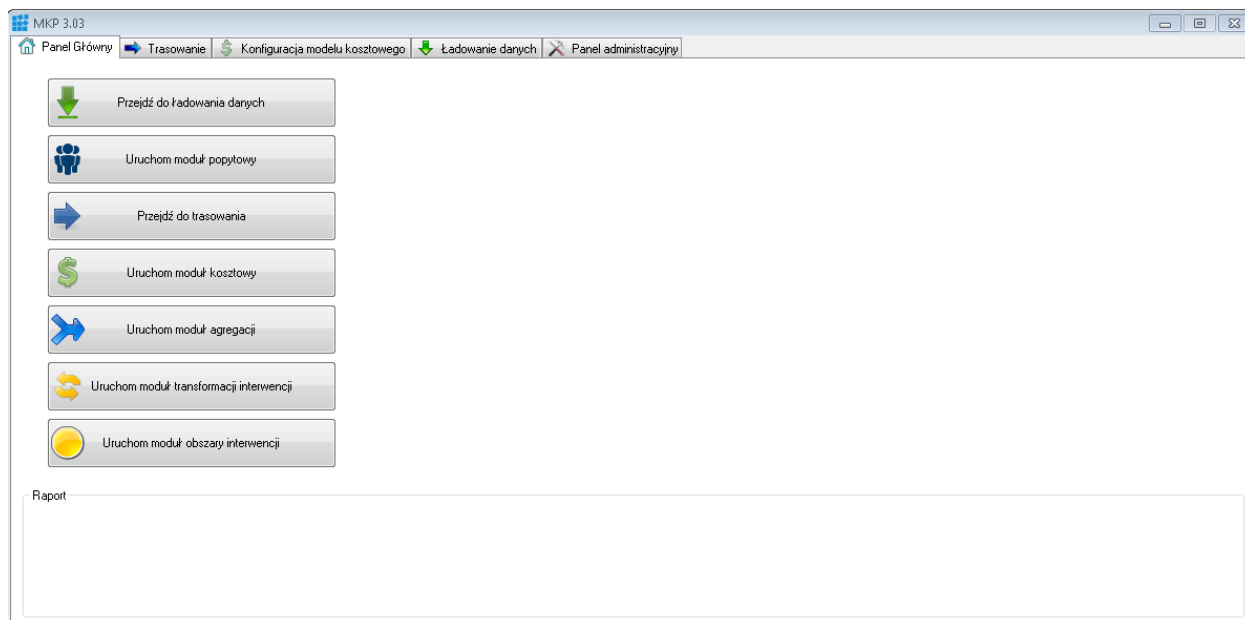 MKP 3.03
Panel Główny Trasowanie Konfiguracja modelu kosztowego Ładowanie danych Panel administracyjny
Przejdź do ładowania danych
Uruchom moduł popytowy
Przejdź do trasowania
Uruchom moduł kosztowy
Uruchom moduł agregacji
Uruchom moduł transformacji interwencji
Uruchom moduł obszary interwencji
Raport